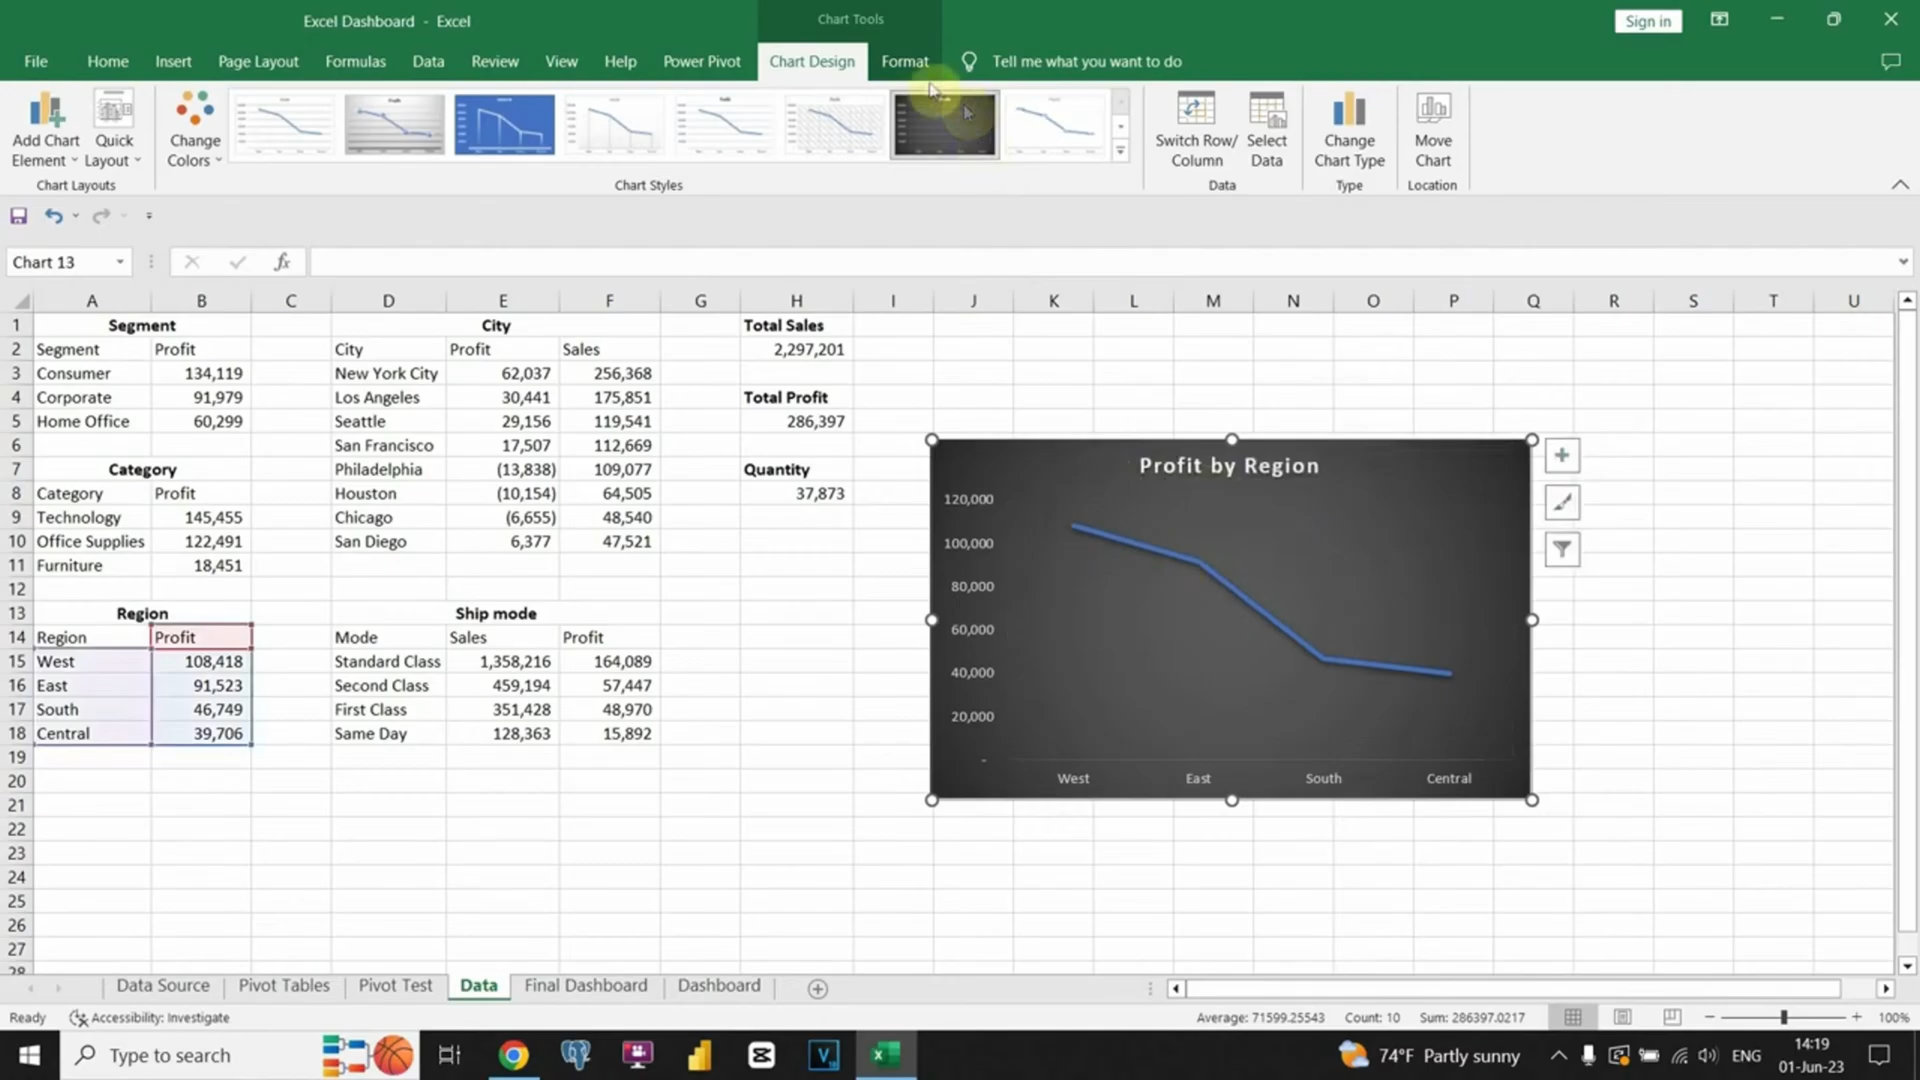 Excel Dashboard - Excel
Chart Tools
Sign in
File Home Insert Page Layout Formulas Data Review View Help Power Pivot Chart Design Format Tell me what you want to do
Add Chart Element
Quick Layout
Change Colors
Switch Row/ Column
Select Data
Change Chart Type
Move Chart
Chart Layouts Chart Styles Data Type Location
Chart 13 fx
A B C D E F G H I J K L M N O P Q R S T U
1 Segment City Total Sales
2 Segment Profit City Profit Sales 2,297,201
3 Consumer 134,119 New York City 62,037 256,368
4 Corporate 91,979 Los Angeles 30,441 175,851 Total Profit
5 Home Office 60,299 Seattle 29,156 119,541 286,397
6 San Francisco 17,507 112,669
7 Category Philadelphia (13,838) 109,077 Quantity
8 Category Profit Houston (10,154) 64,505 37,873
9 Technology 145,455 Chicago (6,655) 48,540
10 Office Supplies 122,491 San Diego 6,377 47,521
11 Furniture 18,451
12
13 Region Ship mode
14 Region Profit Mode Sales Profit
15 West 108,418 Standard Class 1,358,216 164,089
16 East 91,523 Second Class 459,194 57,447
17 South 46,749 First Class 351,428 48,970
18 Central 39,706 Same Day 128,363 15,892
19
20
21
22
23
24
25
26
27
28
Profit by Region
120,000
100,000
80,000
60,000
40,000
20,000
-
West East South Central
Data Source Pivot Tables Pivot Test Data Final Dashboard Dashboard
Ready Accessibility: Investigate Average: 71599.25543 Count: 10 Sum: 286397.0217 100%
Type to search 74°F Partly sunny ENG 14:19
01-Jun-23